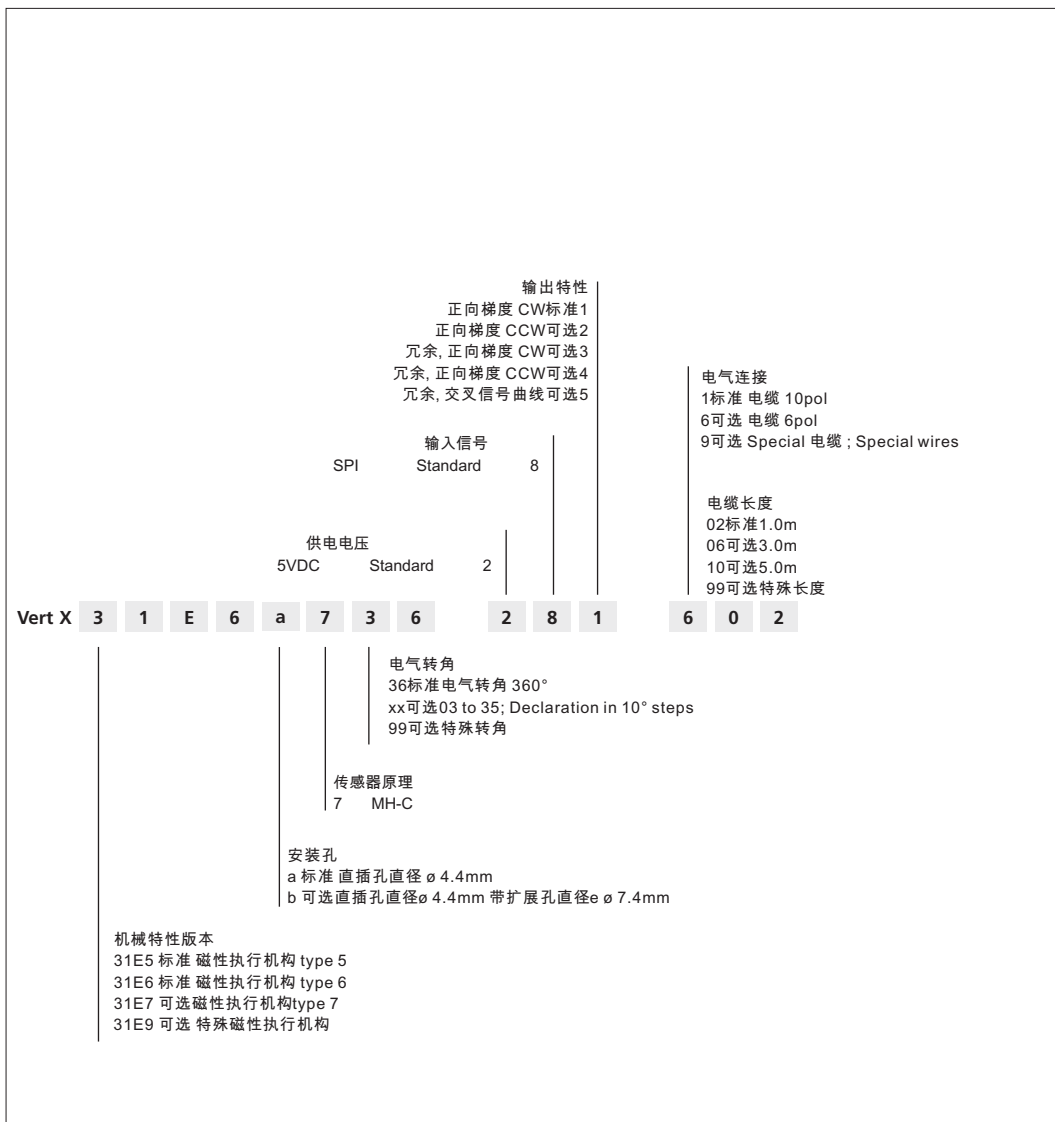 输出特性
正向梯度 CW标准1
正向梯度 CCW可选2
冗余, 正向梯度 CW可选3
冗余, 正向梯度 CCW可选4
冗余, 交叉信号曲线可选5
电气连接
1标准 电缆 10pol
6可选 电缆 6pol
9可选 Special 电缆 ; Special wires
输入信号
SPI Standard 8
电缆长度
02标准1.0m
06可选3.0m
10可选5.0m
99可选特殊长度
供电电压
5VDC Standard 2
Vert X 3 1 E 6 a 7 3 6 2 8 1 6 0 2
电气转角
36标准电气转角 360°
xx可选03 to 35; Declaration in 10° steps
99可选特殊转角
传感器原理
7 MH-C
安装孔
a 标准 直插孔直径 ø 4.4mm
b 可选直插孔直径ø 4.4mm 带扩展孔直径e ø 7.4mm
机械特性版本
31E5 标准 磁性执行机构 type 5
31E6 标准 磁性执行机构 type 6
31E7 可选磁性执行机构type 7
31E9 可选 特殊磁性执行机构